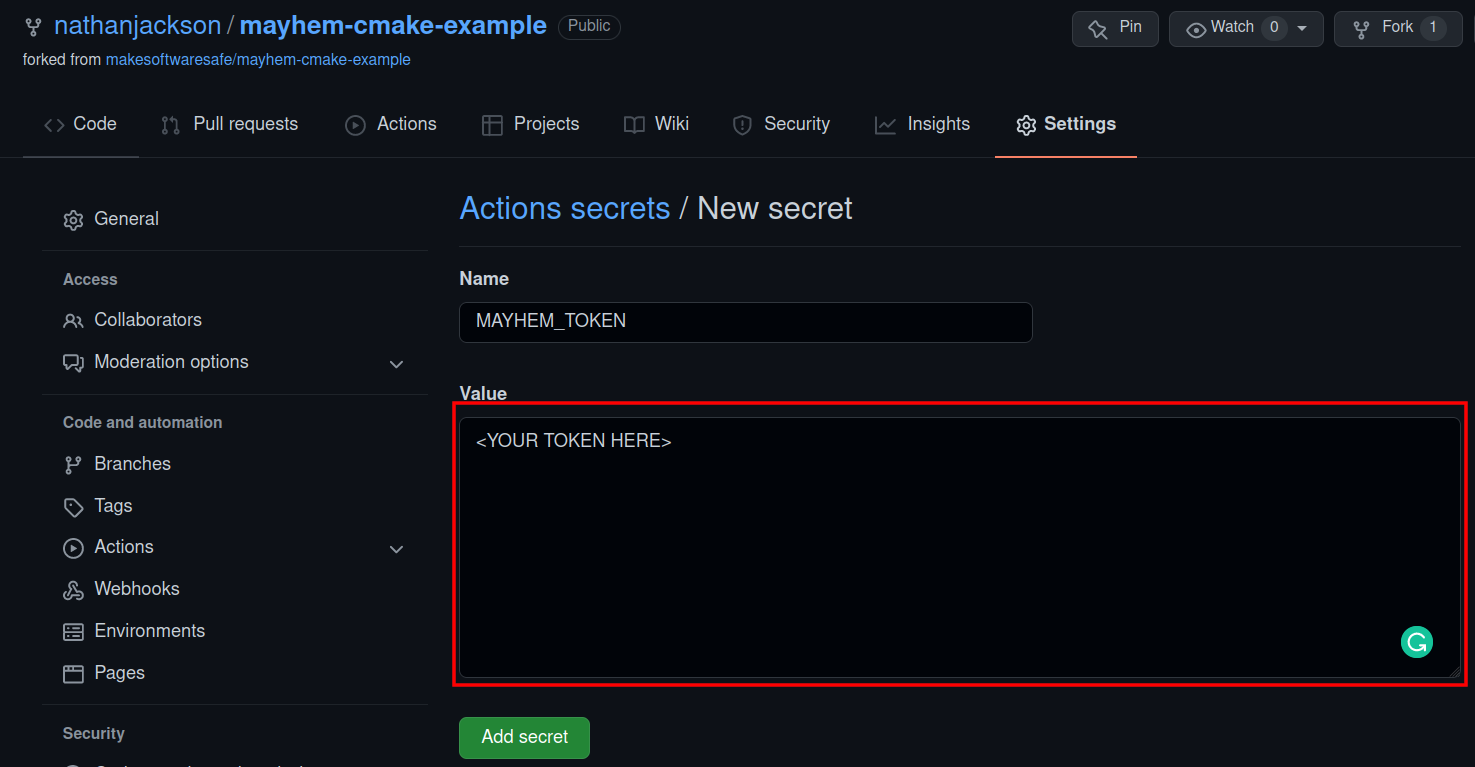 nathanjackson / mayhem-cmake-example Public
Pin Watch 0 Fork 1
forked from makesoftwaresafe/mayhem-cmake-example
Code Pull requests Actions Projects Wiki Security Insights Settings
General
Access
Collaborators
Moderation options
Code and automation
Branches
Tags
Actions
Webhooks
Environments
Pages
Security
Actions secrets / New secret
Name
MAYHEM_TOKEN
Value
<YOUR TOKEN HERE>
Add secret